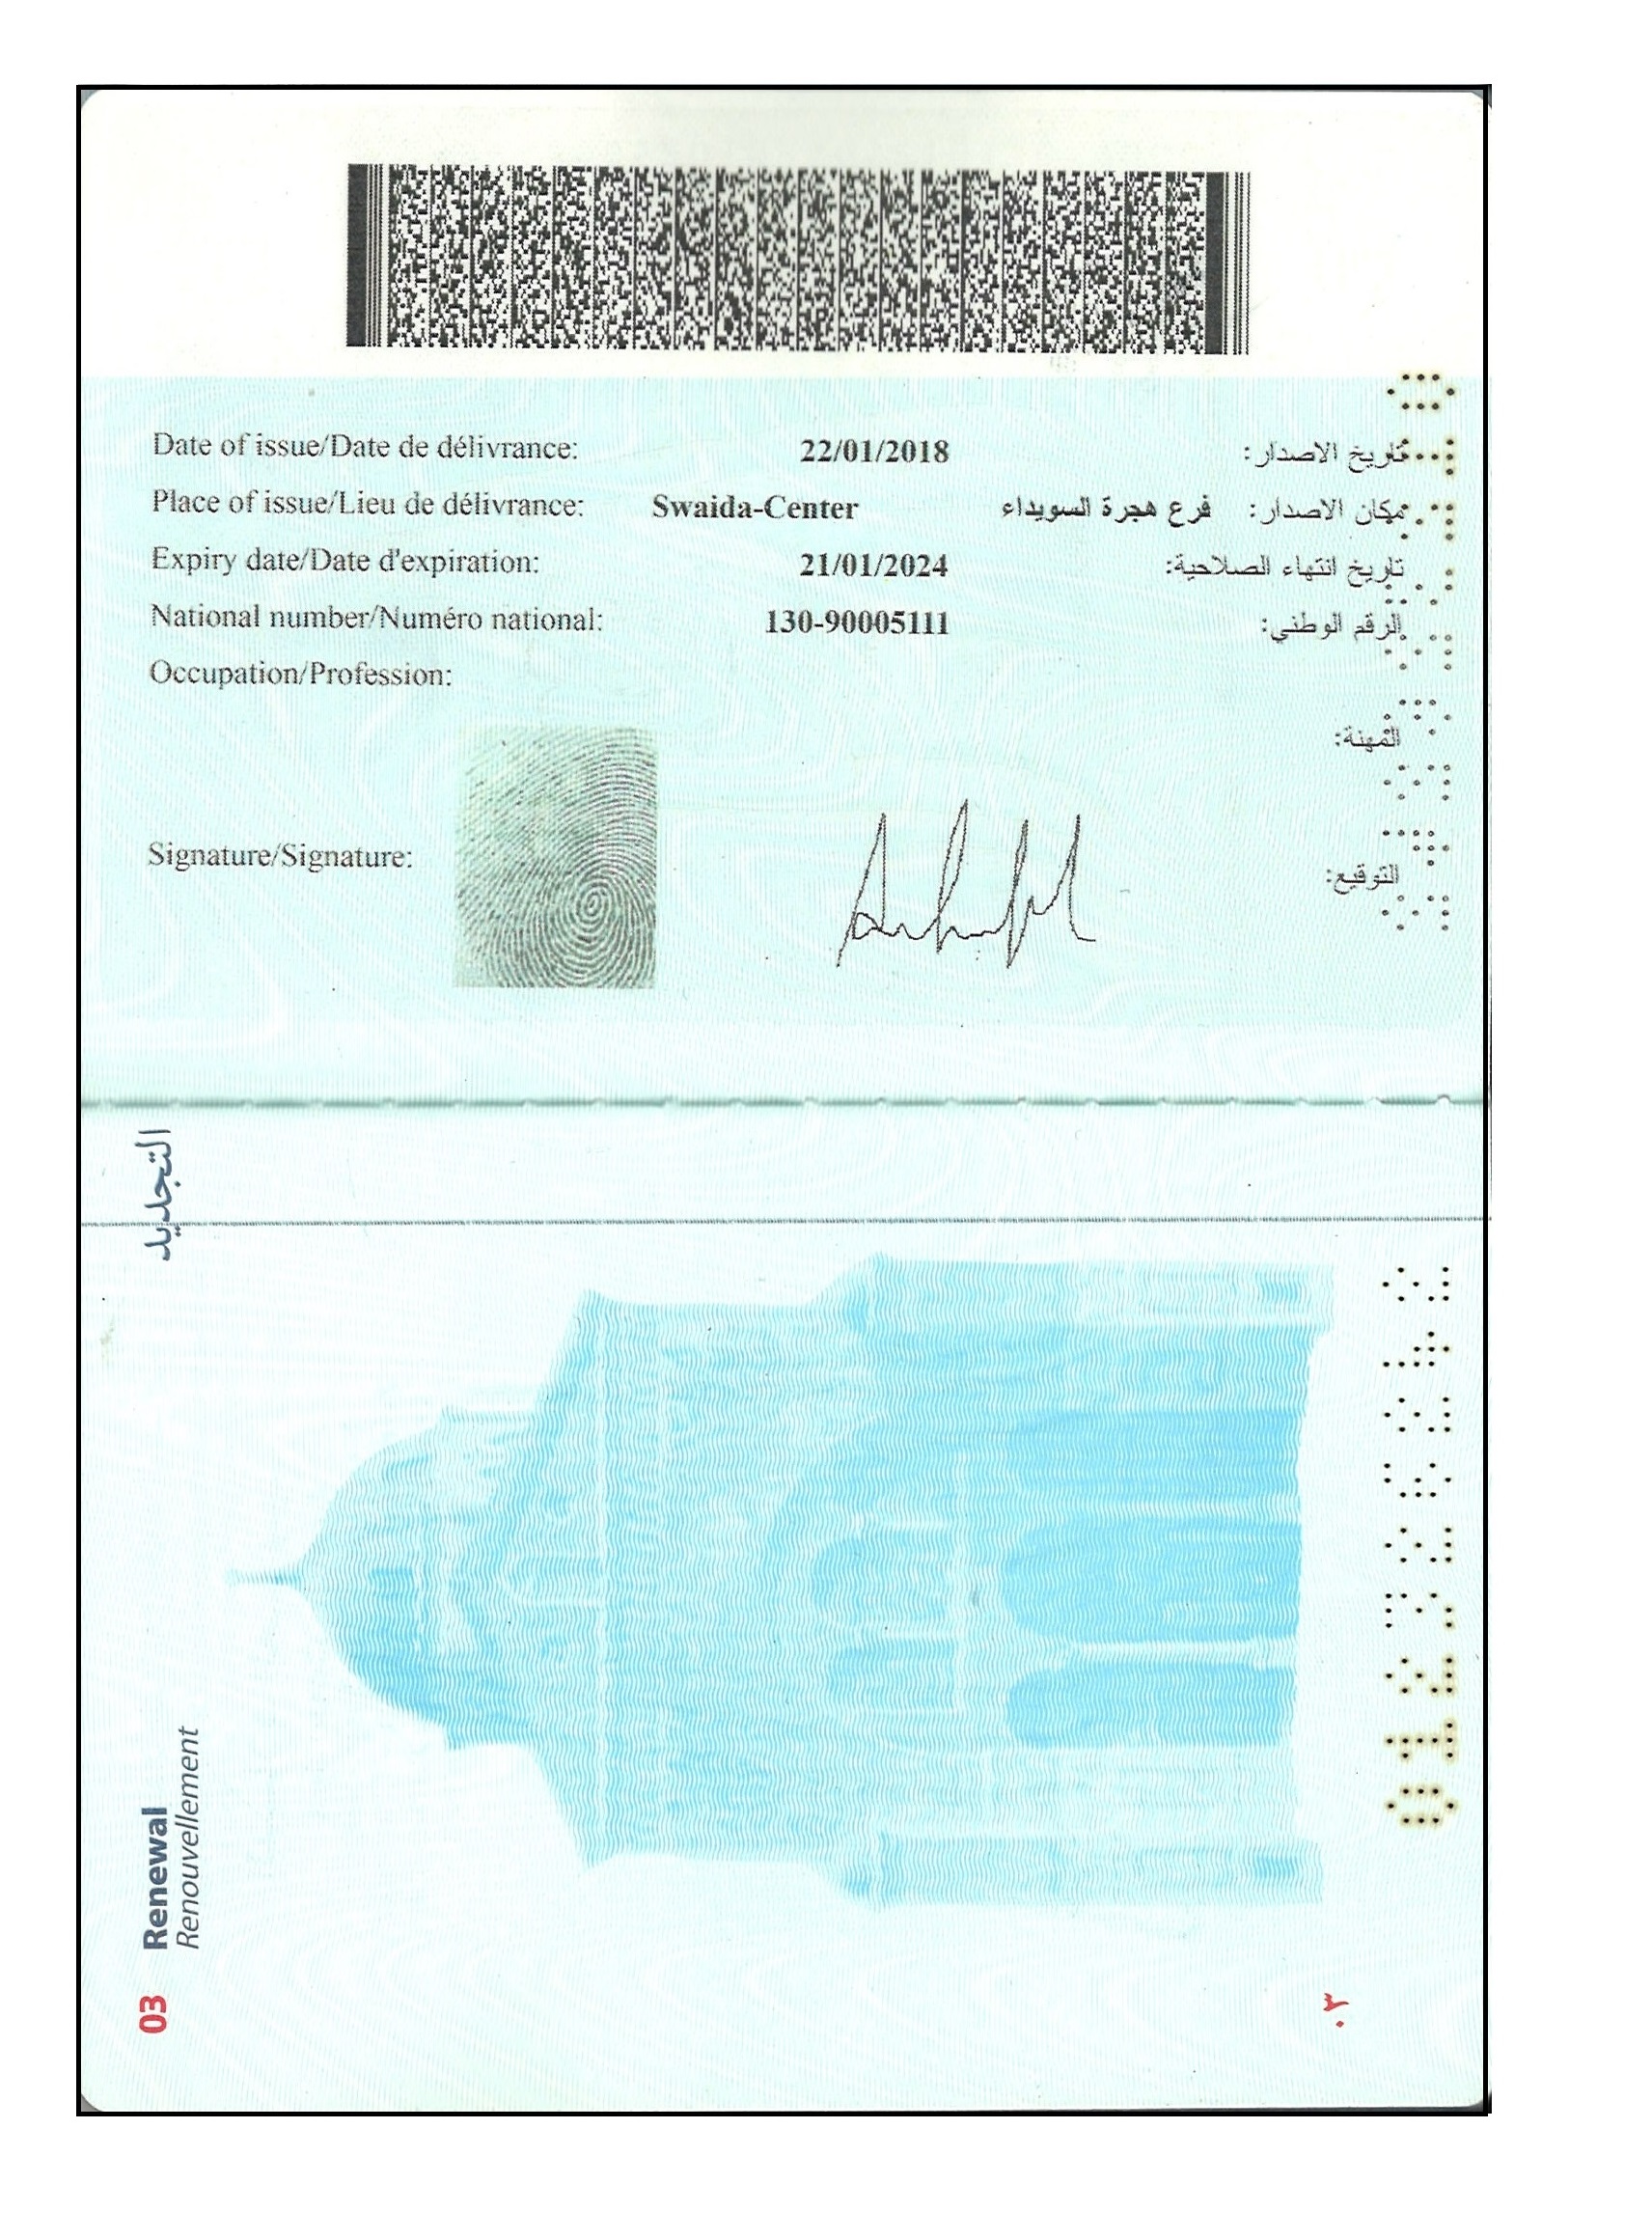 Date of issue/Date de délivrance: 22/01/2018 تاريخ الاصدار:
Place of issue/Lieu de délivrance: Swaida-Center فرع هجرة السويداء مكان الاصدار:
Expiry date/Date d'expiration: 21/01/2024 تاريخ انتهاء الصلاحية:
National number/Numéro national: 130-90005111 الرقم الوطني:
Occupation/Profession:
المهنة:
Signature/Signature: التوقيع:
التجديد
Renewal
Renouvellement
03
٠٣